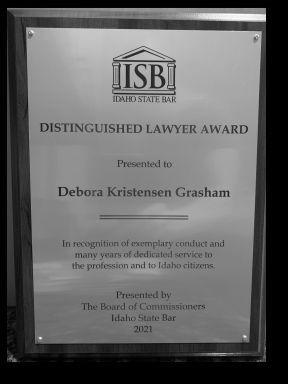 ISB
IDAHO STATE BAR
DISTINGUISHED LAWYER AWARD
Presented to
Debora Kristensen Grasham
In recognition of exemplary conduct and
many years of dedicated service to
the profession and to Idaho citizens.
Presented by
The Board of Commissioners
Idaho State Bar
2021